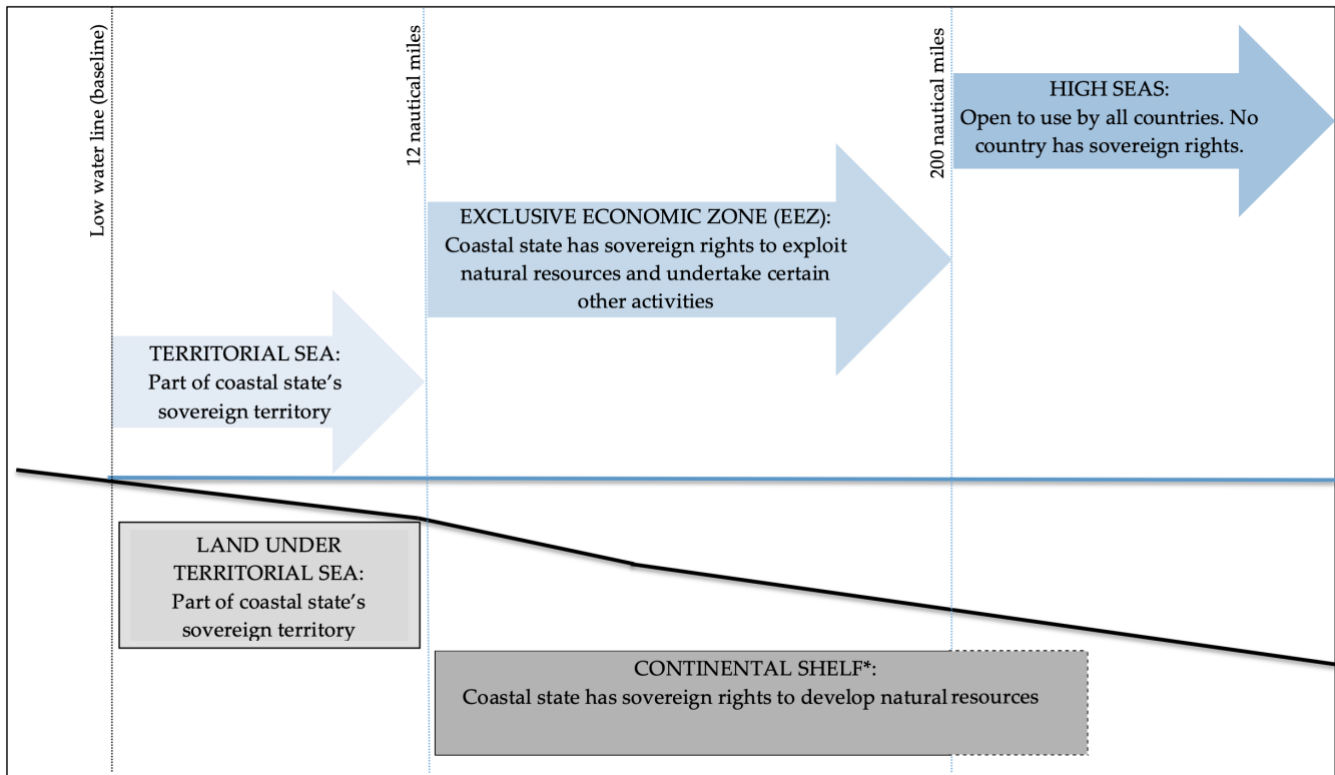 Low water line (baseline)
12 nautical miles
200 nautical miles
HIGH SEAS:
Open to use by all countries. No
country has sovereign rights.
EXCLUSIVE ECONOMIC ZONE (EEZ):
Coastal state has sovereign rights to exploit
natural resources and undertake certain
other activities
TERRITORIAL SEA:
Part of coastal state's
sovereign territory
LAND UNDER
TERRITORIAL SEA:
Part of coastal state's
sovereign territory
CONTINENTAL SHELF*:
Coastal state has sovereign rights to develop natural resources